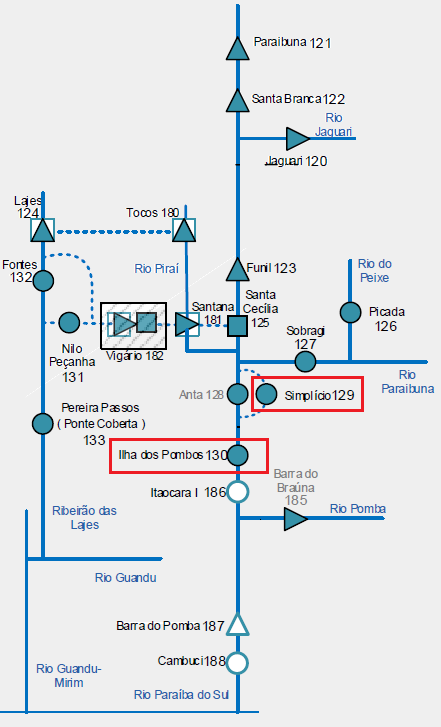 Paraibuna 121
Santa Branca 122
Rio
Jaguari
Jaguari 120
Lajes
124
Tocos 180
Fontes
132
Rio Piraí
Funil 123
Rio do
Peixe
Santana
181
Santa
Cecília
125
Picada
126
Vigário 182
Sobragi
127
Nilo
Peçanha
131
Rio
Paraibuna
Anta 128
Simplício 129
Pereira Passos
( Ponte Coberta )
133
Ilha dos Pombos 130
Barra do
Braúna
185
Itaocara I 186
Rio Pomba
Ribeirão das
Lajes
Rio Guandu
Barra do Pomba 187
Rio Guandu-
Mirim
Cambuci 188
Rio Paraíba do Sul